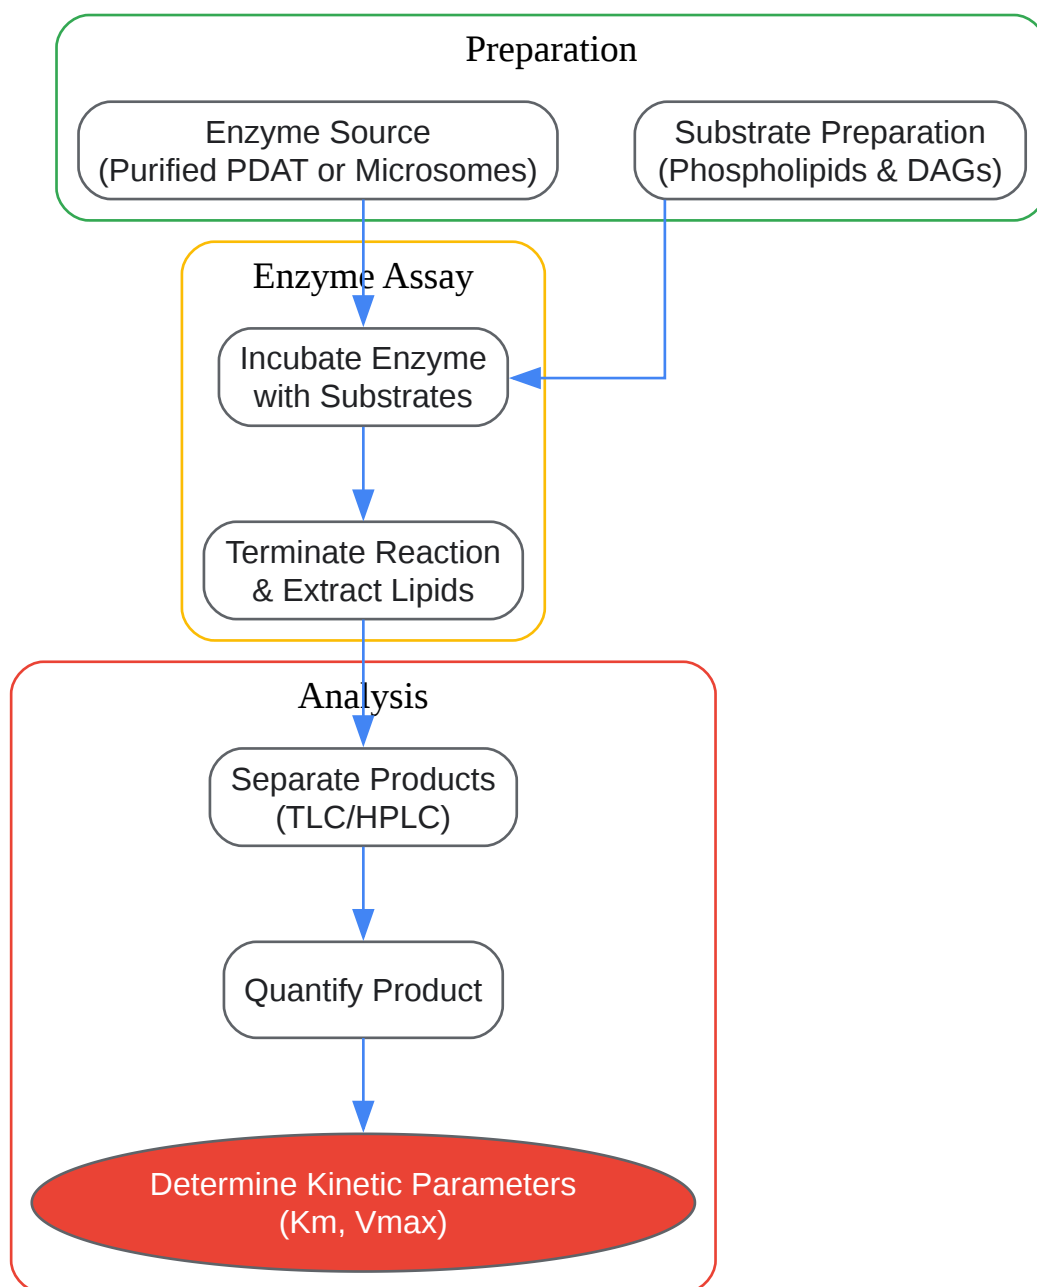 Preparation
Enzyme Source
(Purified PDAT or Microsomes)
Substrate Preparation
(Phospholipids & DAGs)
Enzyme Assay
Incubate Enzyme
with Substrates
Terminate Reaction
& Extract Lipids
Analysis
Separate Products
(TLC/HPLC)
Quantify Product
Determine Kinetic Parameters
(Km, Vmax)